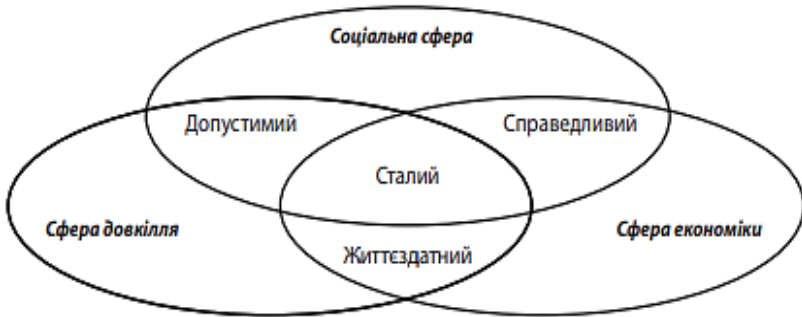 Соціальна сфера
Допустимий
Справедливий
Сталий
Сфера довкілля
Сфера економіки
Життєздатний